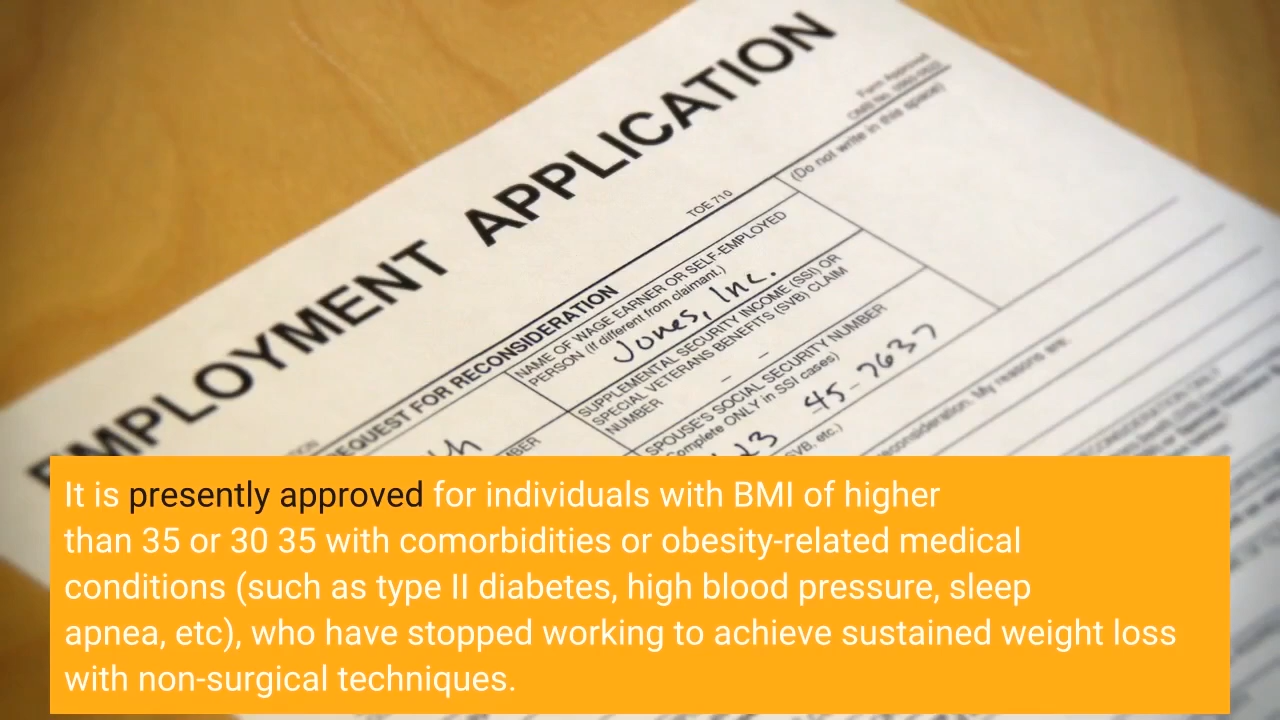 EMPLOYMENT APPLICATION
Form Approved
(Do not write in this space)
TOE 710
REQUEST FOR RECONSIDERATION
NAME OF WAGE EARNER OR SELF-EMPLOYED
PERSON (If different from claimant.)
Jones, Inc.
SUPPLEMENTAL SECURITY INCOME (SSI) OR
SPECIAL VETERANS BENEFITS (SVB) CLAIM
NUMBER
SPOUSE'S SOCIAL SECURITY NUMBER
(Complete ONLY in SSI cases)
45-7637
My reasons are:
It is presently approved for individuals with BMI of higher
than 35 or 30 35 with comorbidities or obesity-related medical
conditions (such as type II diabetes, high blood pressure, sleep
apnea, etc), who have stopped working to achieve sustained weight loss
with non-surgical techniques.